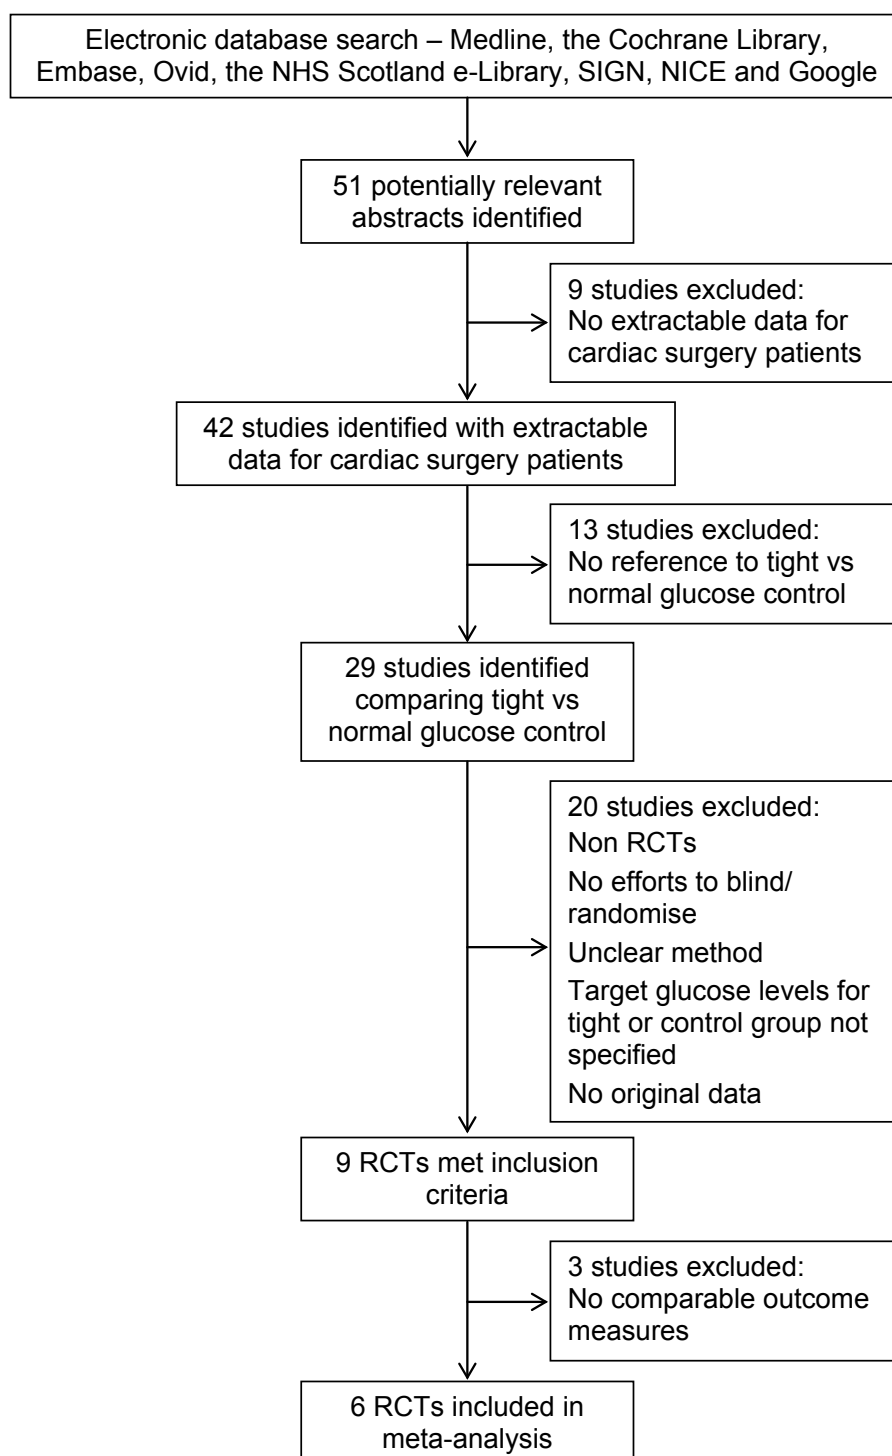 Electronic database search – Medline, the Cochrane Library,
Embase, Ovid, the NHS Scotland e-Library, SIGN, NICE and Google
51 potentially relevant
abstracts identified
9 studies excluded:
No extractable data for
cardiac surgery patients
42 studies identified with extractable
data for cardiac surgery patients
13 studies excluded:
No reference to tight vs
normal glucose control
29 studies identified
comparing tight vs
normal glucose control
20 studies excluded:
Non RCTs
No efforts to blind/
randomise
Unclear method
Target glucose levels for
tight or control group not
specified
No original data
9 RCTs met inclusion
criteria
3 studies excluded:
No comparable outcome
measures
6 RCTs included in
meta-analysis